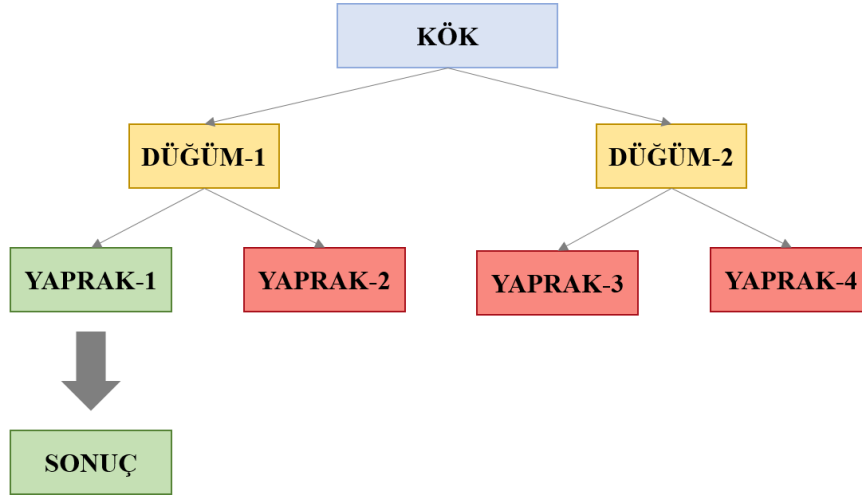 KÖK
DÜĞÜM-1
DÜĞÜM-2
YAPRAK-1
YAPRAK-2
YAPRAK-3
YAPRAK-4
SONUÇ